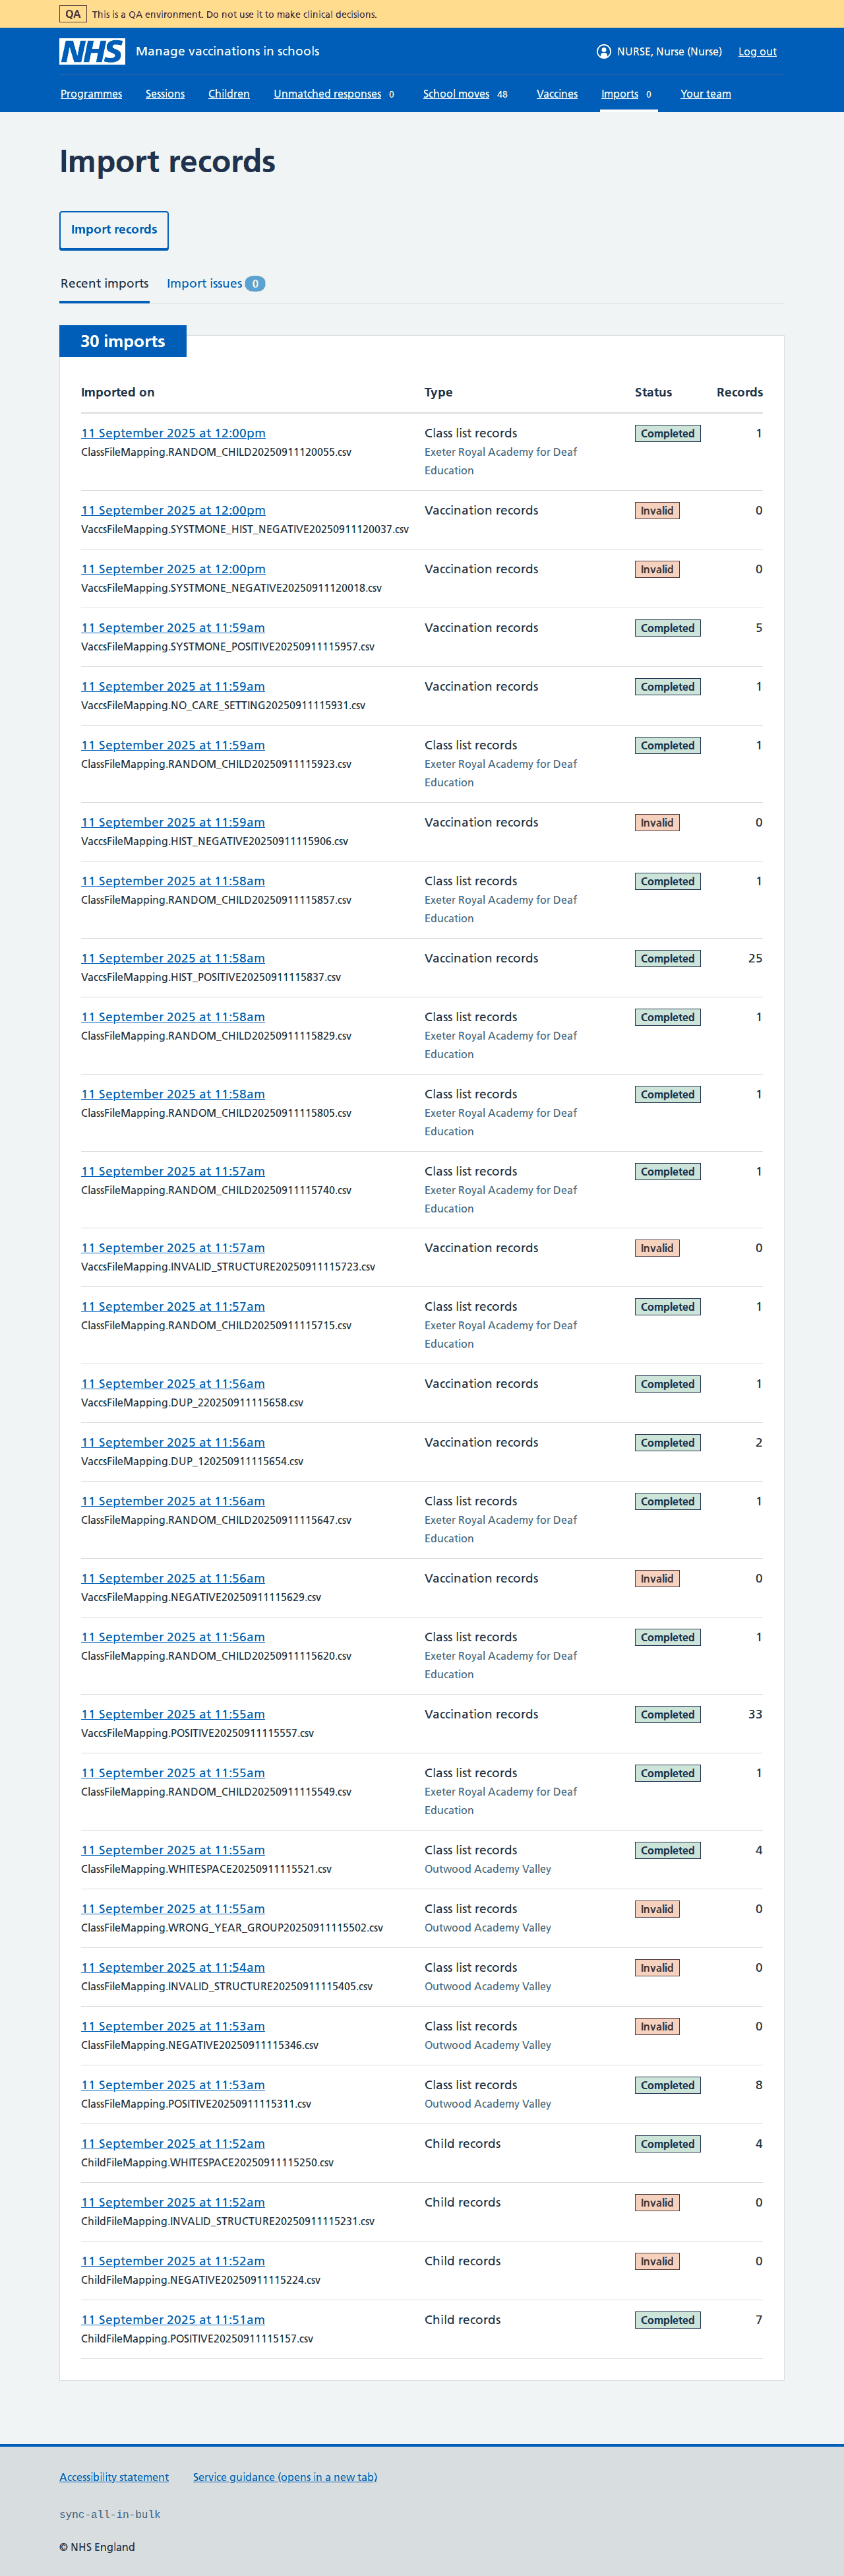 QA This is a QA environment. Do not use it to make clinical decisions.
NHS Manage vaccinations in schools NURSE, Nurse (Nurse) Log out
Programmes Sessions Children Unmatched responses 0 School moves 48 Vaccines Imports 0 Your team
Import records
Import records
Recent imports Import issues 0
30 imports
Imported on Type Status Records
11 September 2025 at 12:00pm Class list records Completed 1
ClassFileMapping.RANDOM_CHILD20250911120055.csv Exeter Royal Academy for Deaf
Education
11 September 2025 at 12:00pm Vaccination records Invalid 0
VaccsFileMapping.SYSTMONE_HIST_NEGATIVE20250911120037.csv
11 September 2025 at 12:00pm Vaccination records Invalid 0
VaccsFileMapping.SYSTMONE_NEGATIVE20250911120018.csv
11 September 2025 at 11:59am Vaccination records Completed 5
VaccsFileMapping.SYSTMONE_POSITIVE20250911115957.csv
11 September 2025 at 11:59am Vaccination records Completed 1
VaccsFileMapping.NO_CARE_SETTING20250911115931.csv
11 September 2025 at 11:59am Class list records Completed 1
ClassFileMapping.RANDOM_CHILD20250911115923.csv Exeter Royal Academy for Deaf
Education
11 September 2025 at 11:59am Vaccination records Invalid 0
VaccsFileMapping.HIST_NEGATIVE20250911115906.csv
11 September 2025 at 11:58am Class list records Completed 1
ClassFileMapping.RANDOM_CHILD20250911115857.csv Exeter Royal Academy for Deaf
Education
11 September 2025 at 11:58am Vaccination records Completed 25
VaccsFileMapping.HIST_POSITIVE20250911115837.csv
11 September 2025 at 11:58am Class list records Completed 1
ClassFileMapping.RANDOM_CHILD20250911115829.csv Exeter Royal Academy for Deaf
Education
11 September 2025 at 11:58am Class list records Completed 1
ClassFileMapping.RANDOM_CHILD20250911115805.csv Exeter Royal Academy for Deaf
Education
11 September 2025 at 11:57am Class list records Completed 1
ClassFileMapping.RANDOM_CHILD20250911115740.csv Exeter Royal Academy for Deaf
Education
11 September 2025 at 11:57am Vaccination records Invalid 0
VaccsFileMapping.INVALID_STRUCTURE20250911115723.csv
11 September 2025 at 11:57am Class list records Completed 1
ClassFileMapping.RANDOM_CHILD20250911115715.csv Exeter Royal Academy for Deaf
Education
11 September 2025 at 11:56am Vaccination records Completed 1
VaccsFileMapping.DUP_220250911115658.csv
11 September 2025 at 11:56am Vaccination records Completed 2
VaccsFileMapping.DUP_120250911115654.csv
11 September 2025 at 11:56am Class list records Completed 1
ClassFileMapping.RANDOM_CHILD20250911115647.csv Exeter Royal Academy for Deaf
Education
11 September 2025 at 11:56am Vaccination records Invalid 0
VaccsFileMapping.NEGATIVE20250911115629.csv
11 September 2025 at 11:56am Class list records Completed 1
ClassFileMapping.RANDOM_CHILD20250911115620.csv Exeter Royal Academy for Deaf
Education
11 September 2025 at 11:55am Vaccination records Completed 33
VaccsFileMapping.POSITIVE20250911115557.csv
11 September 2025 at 11:55am Class list records Completed 1
ClassFileMapping.RANDOM_CHILD20250911115549.csv Exeter Royal Academy for Deaf
Education
11 September 2025 at 11:55am Class list records Completed 4
ClassFileMapping.WHITESPACE20250911115521.csv Outwood Academy Valley
11 September 2025 at 11:55am Class list records Invalid 0
ClassFileMapping.WRONG_YEAR_GROUP20250911115502.csv Outwood Academy Valley
11 September 2025 at 11:54am Class list records Invalid 0
ClassFileMapping.INVALID_STRUCTURE20250911115405.csv Outwood Academy Valley
11 September 2025 at 11:53am Class list records Invalid 0
ClassFileMapping.NEGATIVE20250911115346.csv Outwood Academy Valley
11 September 2025 at 11:53am Class list records Completed 8
ClassFileMapping.POSITIVE20250911115311.csv Outwood Academy Valley
11 September 2025 at 11:52am Child records Completed 4
ChildFileMapping.WHITESPACE20250911115250.csv
11 September 2025 at 11:52am Child records Invalid 0
ChildFileMapping.INVALID_STRUCTURE20250911115231.csv
11 September 2025 at 11:52am Child records Invalid 0
ChildFileMapping.NEGATIVE20250911115224.csv
11 September 2025 at 11:51am Child records Completed 7
ChildFileMapping.POSITIVE20250911115157.csv
Accessibility statement Service guidance (opens in a new tab)
sync-all-in-bulk
© NHS England